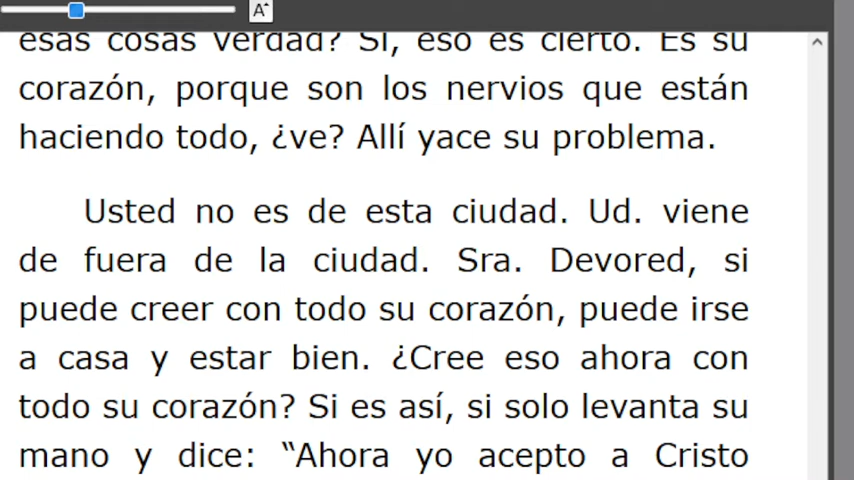 A
esas cosas verdad? Sí, eso es cierto. Es su
corazón, porque son los nervios que están
haciendo todo, ¿ve? Allí yace su problema.
Usted no es de esta ciudad. Ud. viene
de fuera de la ciudad. Sra. Devored, si
puede creer con todo su corazón, puede irse
a casa y estar bien. ¿Cree eso ahora con
todo su corazón? Si es así, si solo levanta su
mano y dice: “Ahora yo acepto a Cristo